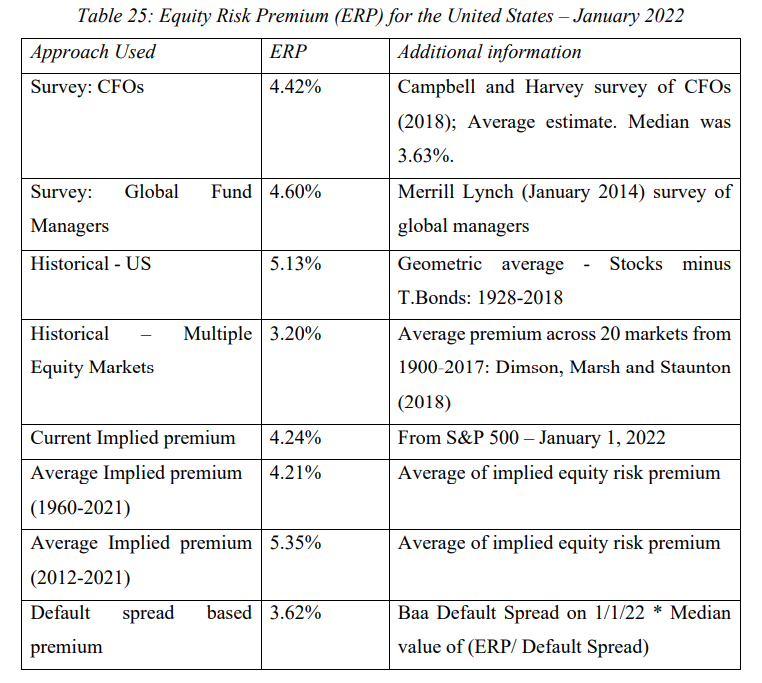 Table 25: Equity Risk Premium (ERP) for the United States – January 2022
Approach Used ERP Additional information
Survey: CFOs 4.42% Campbell and Harvey survey of CFOs
(2018); Average estimate. Median was
3.63%.
Survey: Global Fund 4.60% Merrill Lynch (January 2014) survey of
Managers global managers
Historical - US 5.13% Geometric average - Stocks minus
T.Bonds: 1928-2018
Historical – Multiple 3.20% Average premium across 20 markets from
Equity Markets 1900-2017: Dimson, Marsh and Staunton
(2018)
Current Implied premium 4.24% From S&P 500 – January 1, 2022
Average Implied premium 4.21% Average of implied equity risk premium
(1960-2021)
Average Implied premium 5.35% Average of implied equity risk premium
(2012-2021)
Default spread based 3.62% Baa Default Spread on 1/1/22 * Median
premium value of (ERP/ Default Spread)